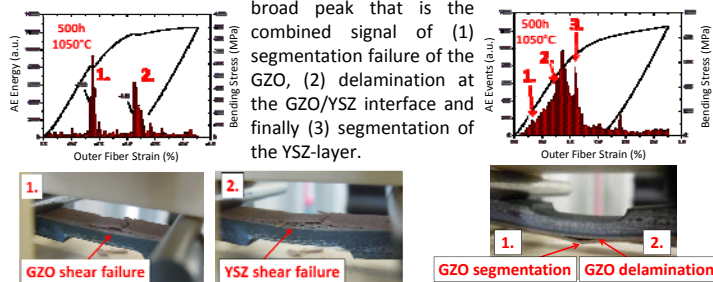 AE Energy (a.u.)
500h
1050°C
1.
2.
Bending Stress (MPa)
Outer Fiber Strain (%)
broad peak that is the
combined signal of (1)
segmentation failure of the
GZO, (2) delamination at
the GZO/YSZ interface and
finally (3) segmentation of
the YSZ-layer.
AE Events (a.u.)
500h
1050°C
1.
2.
3.
Bending Stress (MPa)
Outer Fiber Strain (%)
1.
GZO shear failure
2.
YSZ shear failure
1.
2.
GZO segmentation
GZO delamination